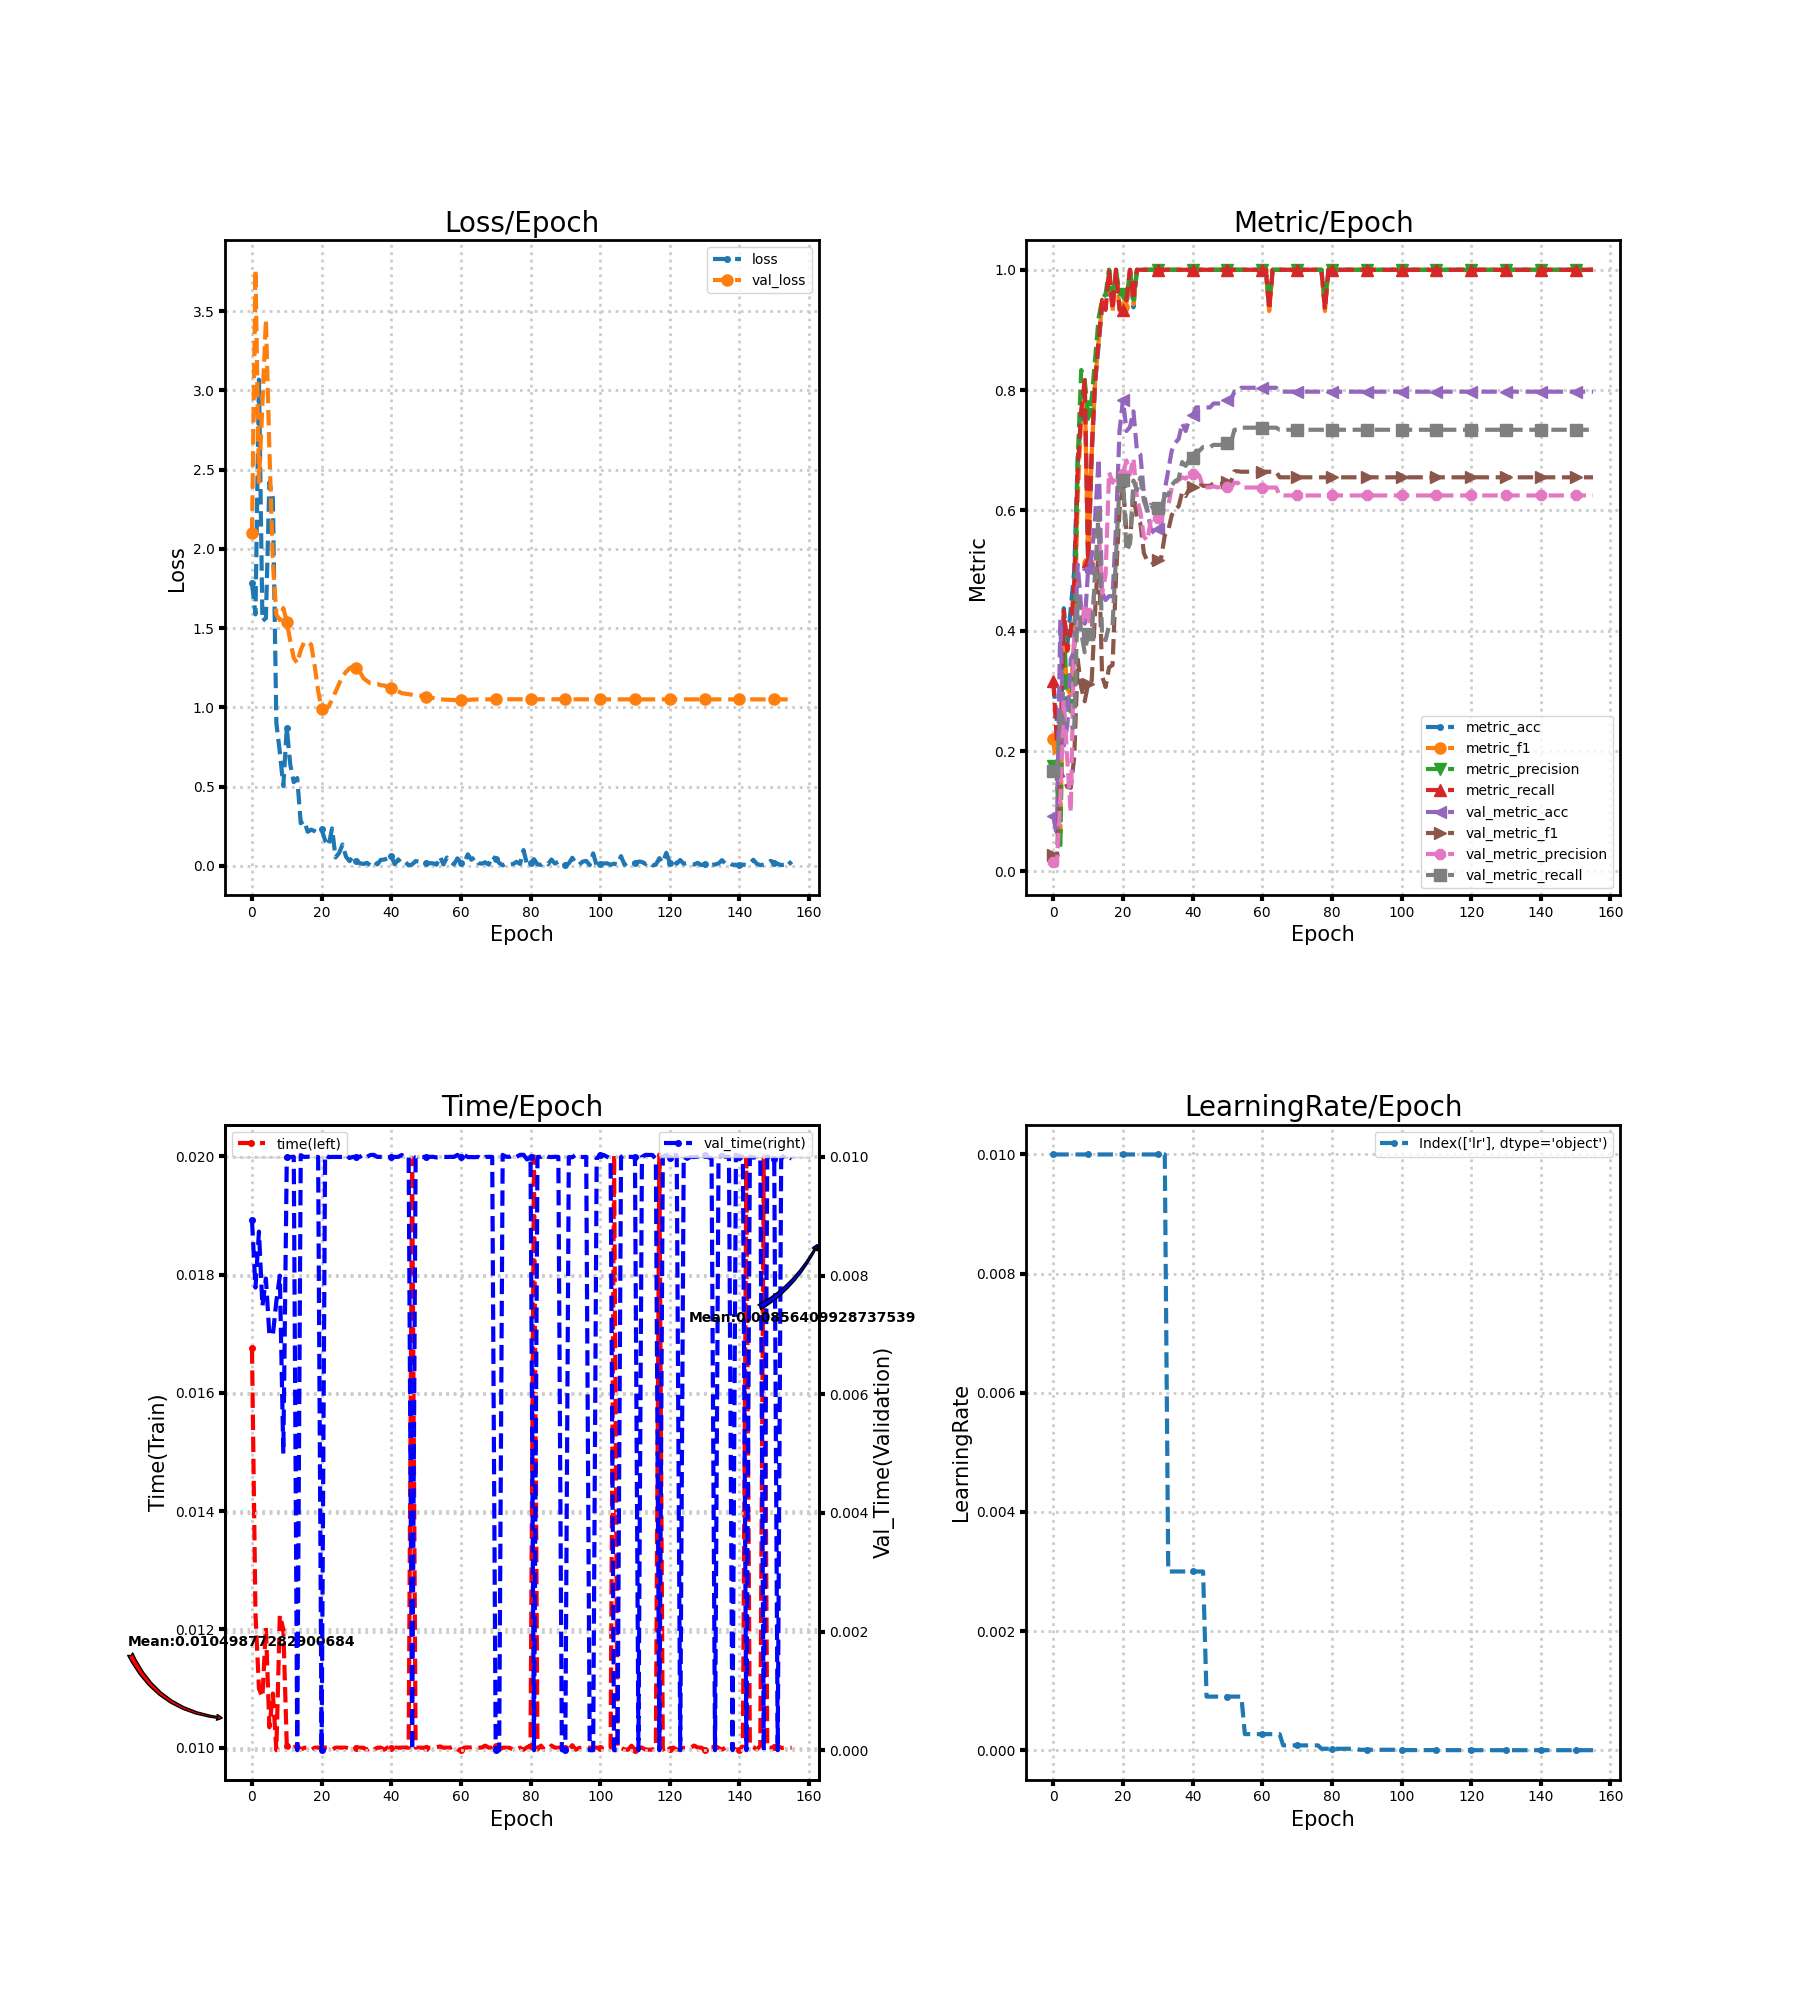 Loss/Epoch
loss
val_loss
3.5
3.0
2.5
2.0
1.5
1.0
0.5
0.0
Loss
0 20 40 60 80 100 120 140 160
Epoch
Metric/Epoch
1.0
0.8
0.6
0.4
0.2
0.0
Metric
metric_acc
metric_f1
metric_precision
metric_recall
val_metric_acc
val_metric_f1
val_metric_precision
val_metric_recall
0 20 40 60 80 100 120 140 160
Epoch
Time/Epoch
time(left)
val_time(right)
0.020
0.018
0.016
0.014
0.012
0.010
Time(Train)
Mean:0.01049877282900684
Mean:0.00856409928737539
0.010
0.008
0.006
0.004
0.002
0.000
Val_Time(Validation)
0 20 40 60 80 100 120 140 160
Epoch
LearningRate/Epoch
Index(['lr'], dtype='object')
0.010
0.008
0.006
0.004
0.002
0.000
LearningRate
0 20 40 60 80 100 120 140 160
Epoch